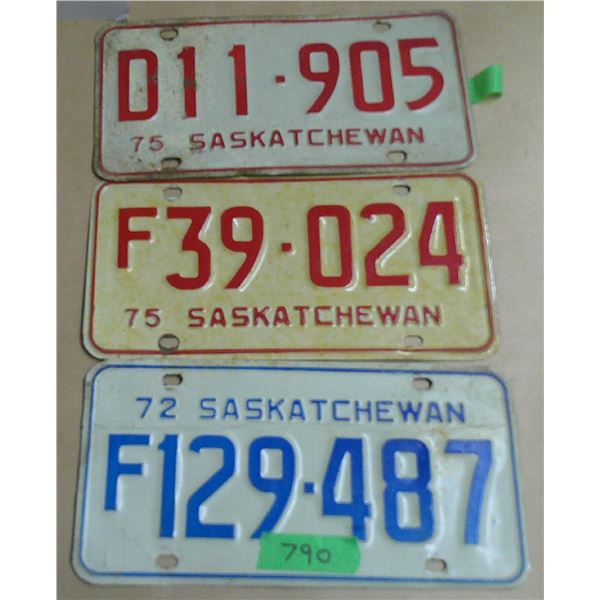 D11·905
75 SASKATCHEWAN
F39·024
75 SASKATCHEWAN
72 SASKATCHEWAN
F129·487
790